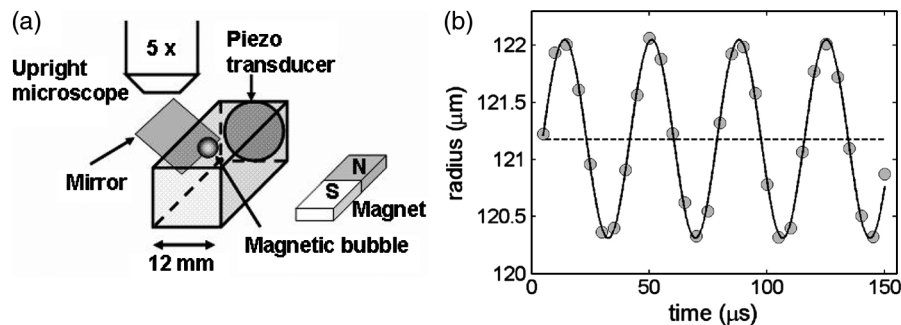 (a)
5 x
Piezo
transducer
Upright
microscope
Mirror
N
S
Magnet
Magnetic bubble
12 mm
(b)
radius (μm)
122
121.5
121
120.5
120
0
50
100
150
time (μs)